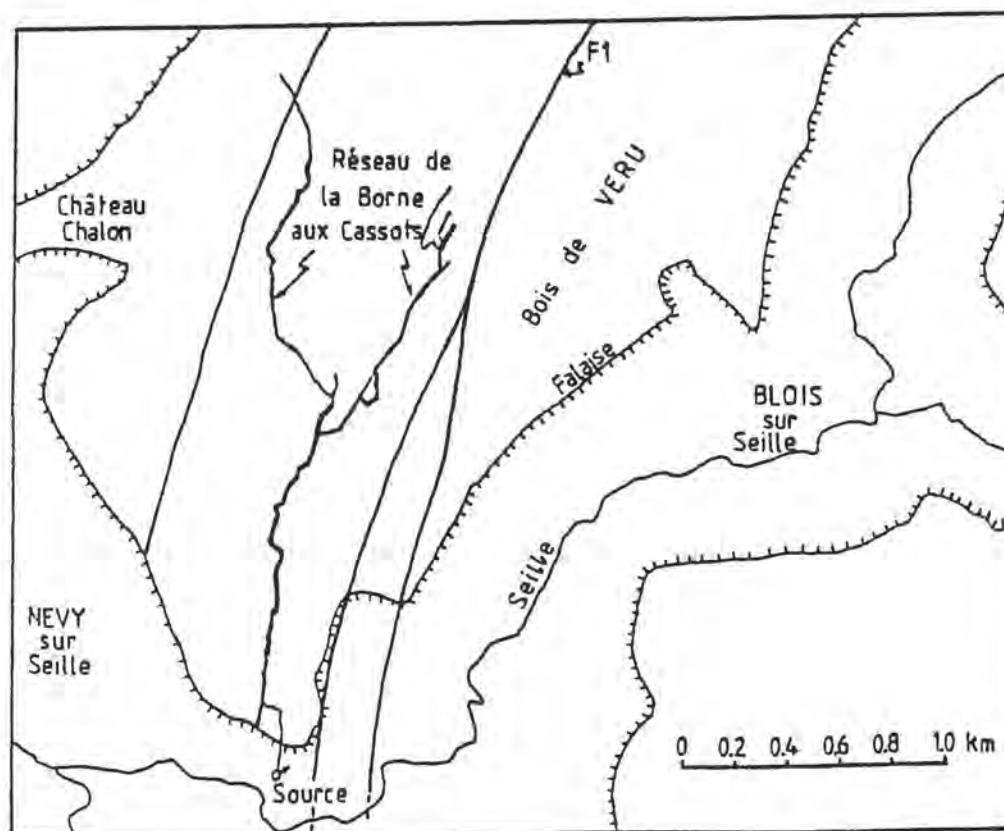 F1
Réseau de
la Borne
aux Cassots
Château
Chalon
Bois de VERU
Falaise
BLOIS
sur
Seille
Seille
NEVY
sur
Seille
Source
0 0.2 0.4 0.6 0.8 1.0 km